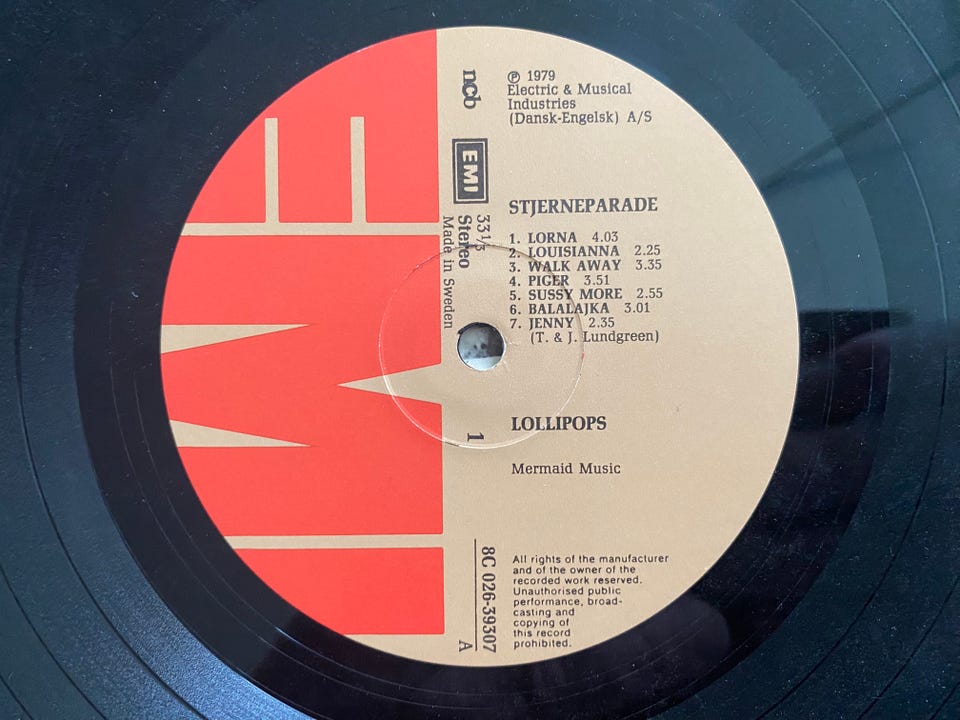 ℗ 1979
Electric & Musical
Industries
(Dansk-Engelsk) A/S
ncb
EMI
33 1/3
Stereo
Made in Sweden
STJERNEPARADE
1. LORNA 4.03
2. LOUISIANNA 2.25
3. WALK AWAY 3.35
4. PIGER 3.51
5. SUSSY MORE 2.55
6. BALALAJKA 3.01
7. JENNY 2.35
(T. & J. Lundgreen)
1
LOLLIPOPS
Mermaid Music
8C 026-39307
A
All rights of the manufacturer
and of the owner of the
recorded work reserved.
Unauthorised public
performance, broad-
casting and
copying of
this record
prohibited.
EMI